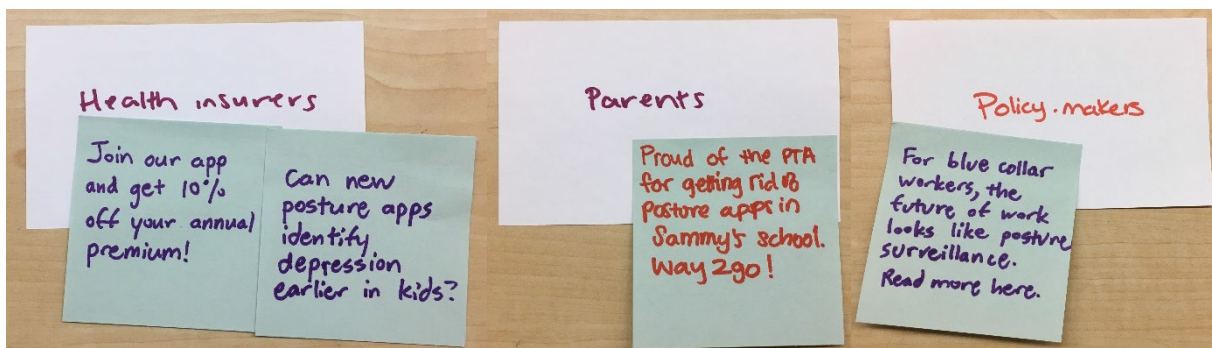 Health insurers
Join our app
and get 10%
off your annual
premium!
Can new
posture apps
identify
depression
earlier in kids?
Parents
Proud of the PTA
for getting rid of
posture apps in
Sammy's school.
Way 2go!
Policy-makers
For blue collar
workers, the
future of work
looks like posture
surveillance.
Read more here.